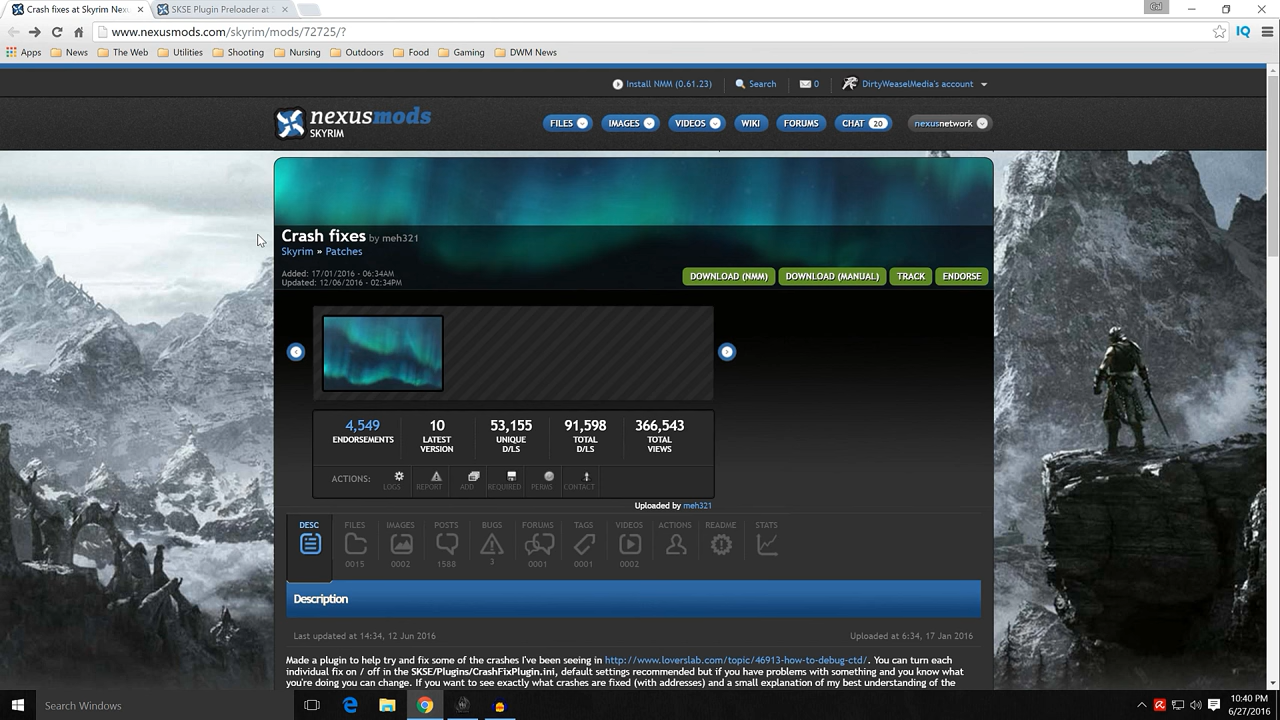 Crash fixes at Skyrim Nex × SKSE Plugin Preloader at S × Gd
www.nexusmods.com/skyrim/mods/72725/? IQ
Apps News The Web Utilities Shooting Nursing Outdoors Food Gaming DWM News
Install NMM (0.61.23) Search 0 DirtyWeaselMedia's account
nexusmods
SKYRIM
FILES IMAGES VIDEOS WIKI FORUMS CHAT 20 nexusnetwork
Crash fixes by meh321
Skyrim » Patches
Added: 17/01/2016 - 06:34AM
Updated: 12/06/2016 - 02:34PM
DOWNLOAD (NMM) DOWNLOAD (MANUAL) TRACK ENDORSE
4,549 10 53,155 91,598 366,543
ENDORSEMENTS LATEST UNIQUE TOTAL TOTAL
VERSION D/LS D/LS VIEWS
ACTIONS: LOGS REPORT ADD REQUIRED PERMS CONTACT
Uploaded by meh321
DESC FILES IMAGES POSTS BUGS FORUMS TAGS VIDEOS ACTIONS README STATS
0015 0002 1588 3 0001 0001 0002
Description
Last updated at 14:34, 12 Jun 2016 Uploaded at 6:34, 17 Jan 2016
Made a plugin to help try and fix some of the crashes I've been seeing in http://www.loverslab.com/topic/46913-how-to-debug-ctd/. You can turn each
individual fix on / off in the SKSE/Plugins/CrashFixPlugin.ini, default settings recommended but if you have problems with something and you know what
you're doing you can change. If you want to see exactly what crashes are fixed (with addresses) and a small explanation of my best understanding of the
Search Windows 10:40 PM
6/27/2016